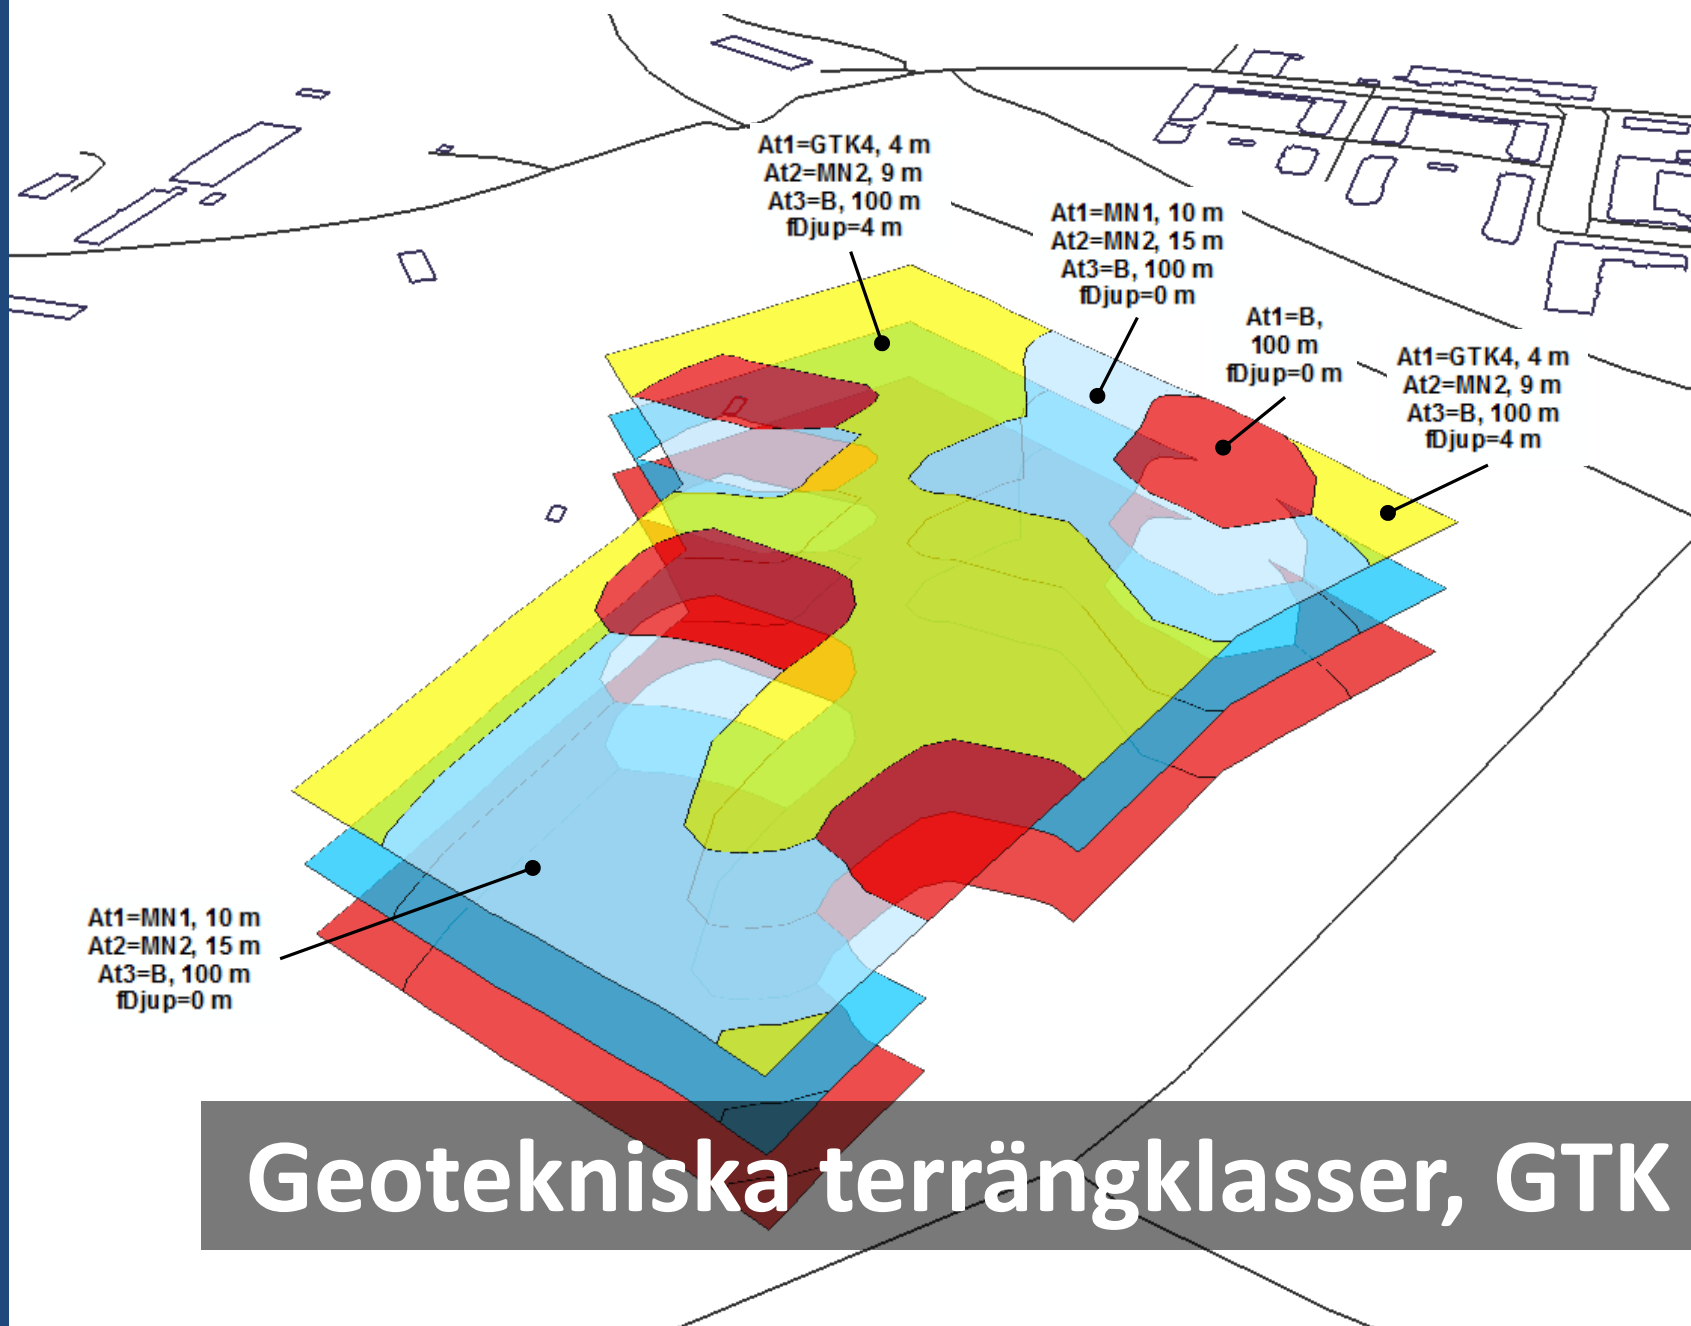 At1=GTK4, 4 m
At2=MN2, 9 m
At3=B, 100 m
fDjup=4 m
At1=MN1, 10 m
At2=MN2, 15 m
At3=B, 100 m
fDjup=0 m
At1=B,
100 m
fDjup=0 m
At1=GTK4, 4 m
At2=MN2, 9 m
At3=B, 100 m
fDjup=4 m
At1=MN1, 10 m
At2=MN2, 15 m
At3=B, 100 m
fDjup=0 m
Geotekniska terrängklasser, GTK